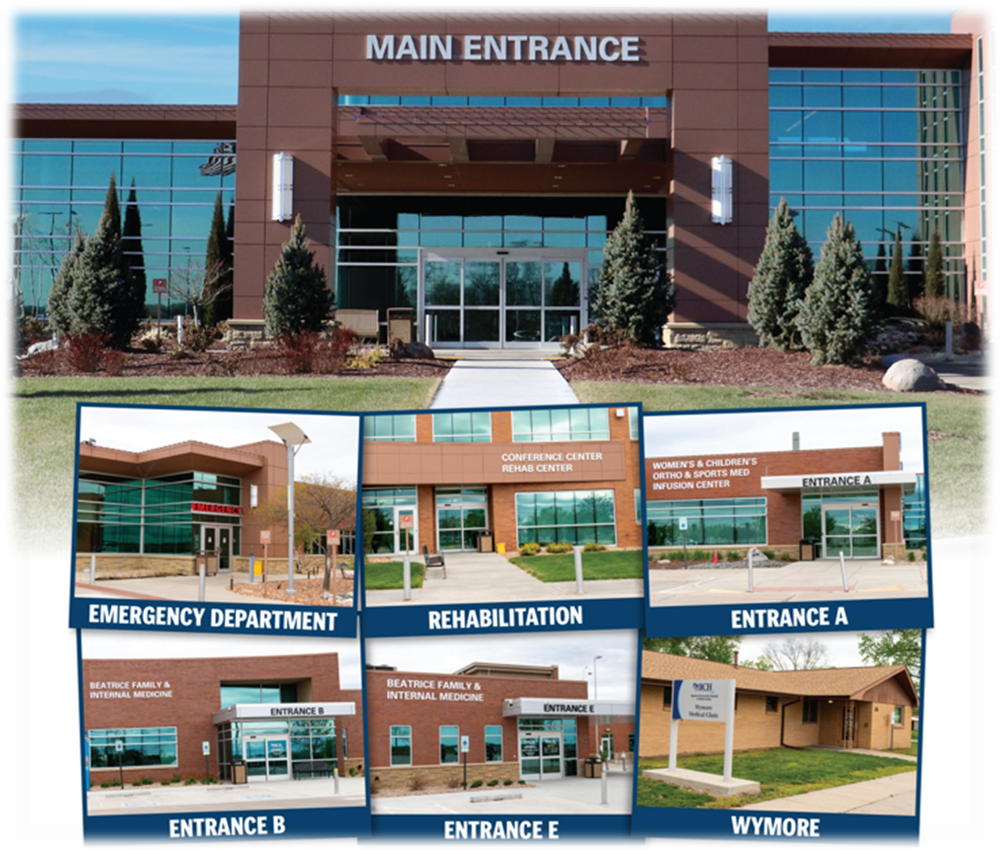 MAIN ENTRANCE
EMERGENCY
EMERGENCY DEPARTMENT
CONFERENCE CENTER
REHAB CENTER
REHABILITATION
WOMEN'S & CHILDREN'S
ORTHO & SPORTS MED
INFUSION CENTER
ENTRANCE A
ENTRANCE A
BEATRICE FAMILY &
INTERNAL MEDICINE
ENTRANCE B
ENTRANCE B
BEATRICE FAMILY &
INTERNAL MEDICINE
ENTRANCE E
ENTRANCE E
BCH
Wymore
Medical Clinic
WYMORE